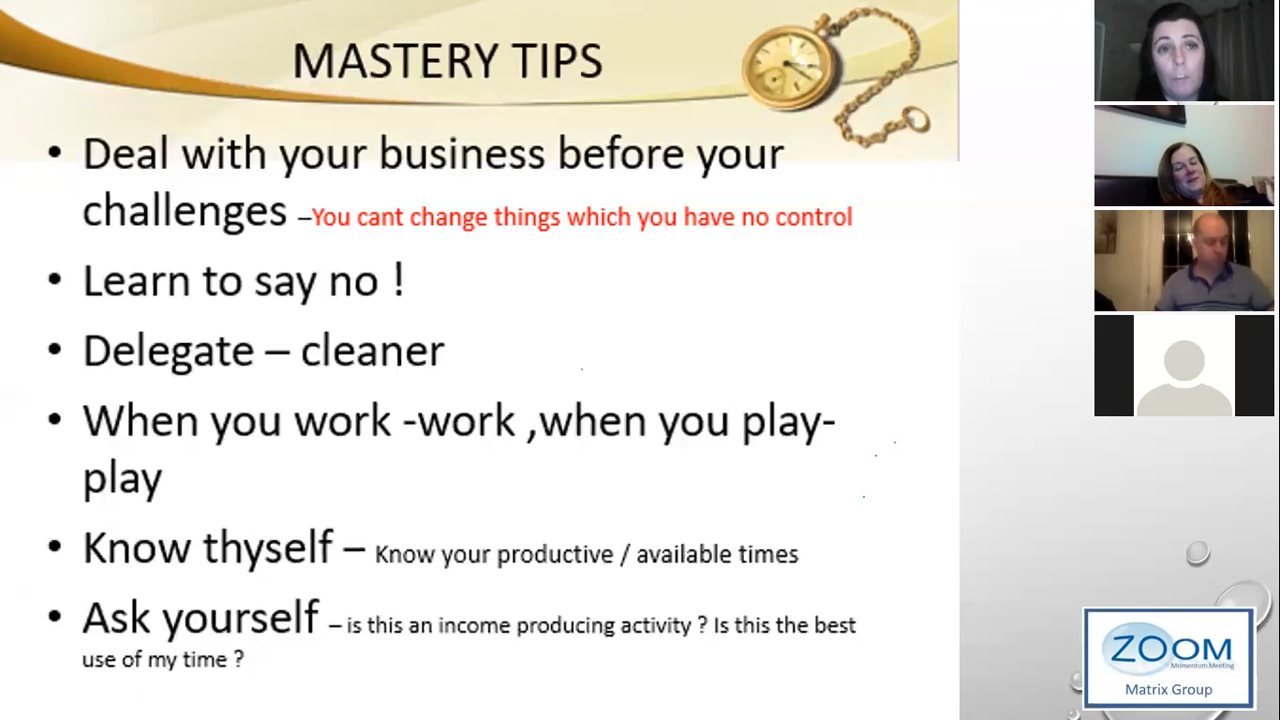 MASTERY TIPS
• Deal with your business before your
challenges –You cant change things which you have no control
• Learn to say no !
• Delegate – cleaner
• When you work -work ,when you play-
play
• Know thyself – Know your productive / available times
• Ask yourself – is this an income producing activity ? Is this the best
use of my time ?
ZOOM
Momentum Meeting
Matrix Group